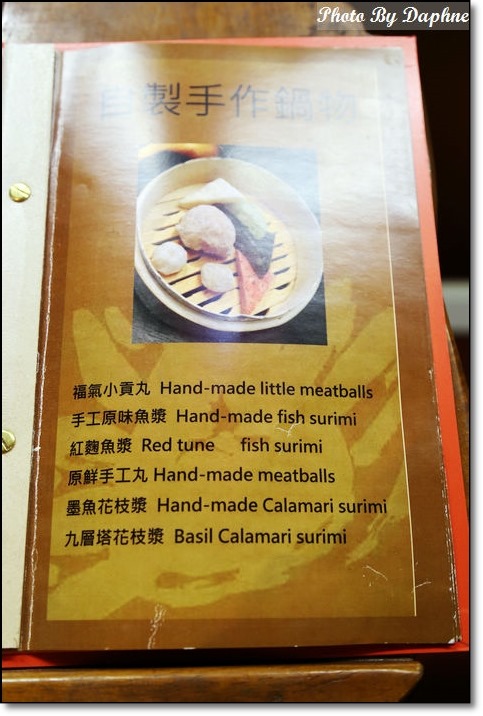 Photo By Daphne
自製手作鍋物
福氣小貢丸 Hand-made little meatballs
手工原味魚漿 Hand-made fish surimi
紅麴魚漿 Red tune fish surimi
原鮮手工丸 Hand-made meatballs
墨魚花枝漿 Hand-made Calamari surimi
九層塔花枝漿 Basil Calamari surimi